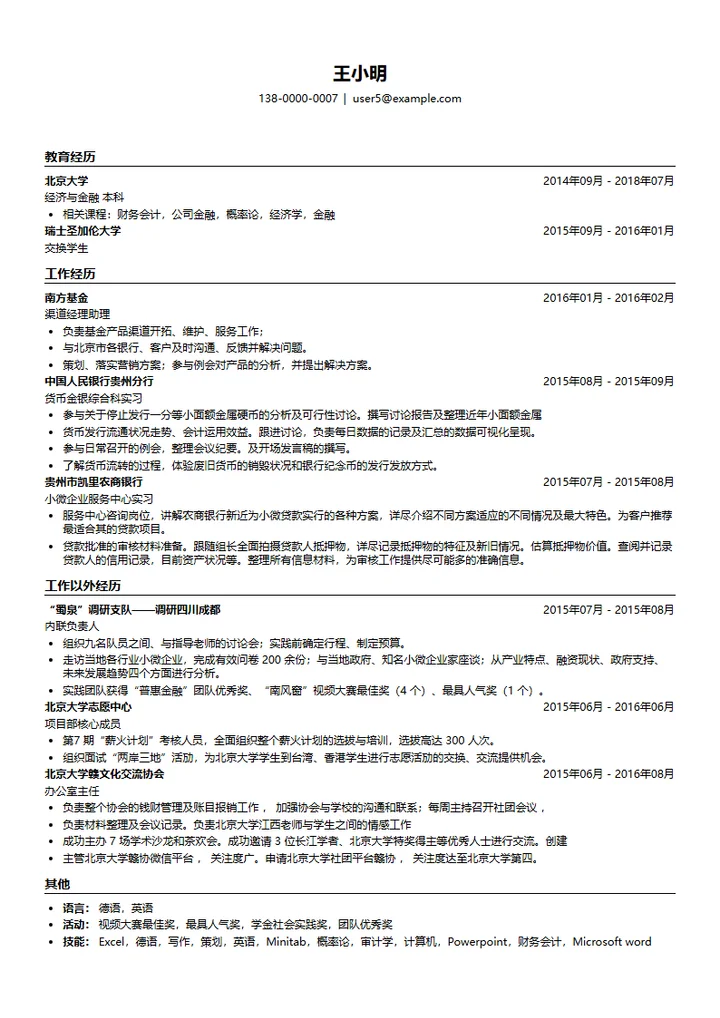 王小明
138-0000-0007 | user5@example.com
教育经历
北京大学 2014年09月 - 2018年07月
经济与金融 本科
• 相关课程：财务会计，公司金融，概率论，经济学，金融
瑞士圣加伦大学 2015年09月 - 2016年01月
交换学生
工作经历
南方基金 2016年01月 - 2016年02月
渠道经理助理
• 负责基金产品渠道开拓、维护、服务工作；
• 与北京市各银行、客户及时沟通、反馈并解决问题。
• 策划、落实营销方案；参与例会对产品的分析，并提出解决方案。
中国人民银行贵州分行 2015年08月 - 2015年09月
货币金银综合科实习
• 参与关于停止发行一分等小面额金属硬币的分析及可行性讨论。撰写讨论报告及整理近年小面额金属
• 货币发行流通状况走势、会计运用效益。跟进讨论，负责每日数据的记录及汇总的数据可视化呈现。
• 参与日常召开的例会，整理会议纪要。及开场发言稿的撰写。
• 了解货币流转的过程，体验废旧货币的销毁状况和银行纪念币的发行发放方式。
贵州市凯里农商银行 2015年07月 - 2015年08月
小微企业服务中心实习
• 服务中心咨询岗位，讲解农商银行新近为小微贷款实行的各种方案，详尽介绍不同方案适应的不同情况及最大特色。为客户推荐
最适合其的贷款项目。
• 贷款批准的审核材料准备。跟随组长全面拍摄贷款人抵押物，详尽记录抵押物的特征及新旧情况。估算抵押物价值。查阅并记录
贷款人的信用记录，目前资产状况等。整理所有信息材料，为审核工作提供尽可能多的准确信息。
工作以外经历
“蜀泉”调研支队——调研四川成都 2015年07月 - 2015年08月
内联负责人
• 组织九名队员之间、与指导老师的讨论会；实践前确定行程、制定预算。
• 走访当地各行业小微企业，完成有效问卷 200 余份；与当地政府、知名小微企业家座谈；从产业特点、融资现状、政府支持、
未来发展趋势四个方面进行分析。
• 实践团队获得“普惠金融”团队优秀奖、“南风窗”视频大赛最佳奖（4 个）、最具人气奖（1 个）。
北京大学志愿中心 2015年06月 - 2016年06月
项目部核心成员
• 第7 期“薪火计划”考核人员，全面组织整个薪火计划的选拔与培训，选拔高达 300 人次。
• 组织面试“两岸三地”活动，为北京大学学生到台湾、香港学生进行志愿活动的交换、交流提供机会。
北京大学赣文化交流协会 2015年06月 - 2016年08月
办公室主任
• 负责整个协会的钱财管理及账目报销工作 ， 加强协会与学校的沟通和联系；每周主持召开社团会议 ，
• 负责材料整理及会议记录。负责北京大学江西老师与学生之间的情感工作
• 成功主办 7 场学术沙龙和茶欢会。成功邀请 3 位长江学者、北京大学特奖得主等优秀人士进行交流。创建
• 主管北京大学赣协微信平台 ， 关注度广。申请北京大学社团平台赣协 ， 关注度达至北京大学第四。
其他
• 语言： 德语，英语
• 活动： 视频大赛最佳奖，最具人气奖，学金社会实践奖，团队优秀奖
• 技能： Excel，德语，写作，策划，英语，Minitab，概率论，审计学，计算机，Powerpoint，财务会计，Microsoft word